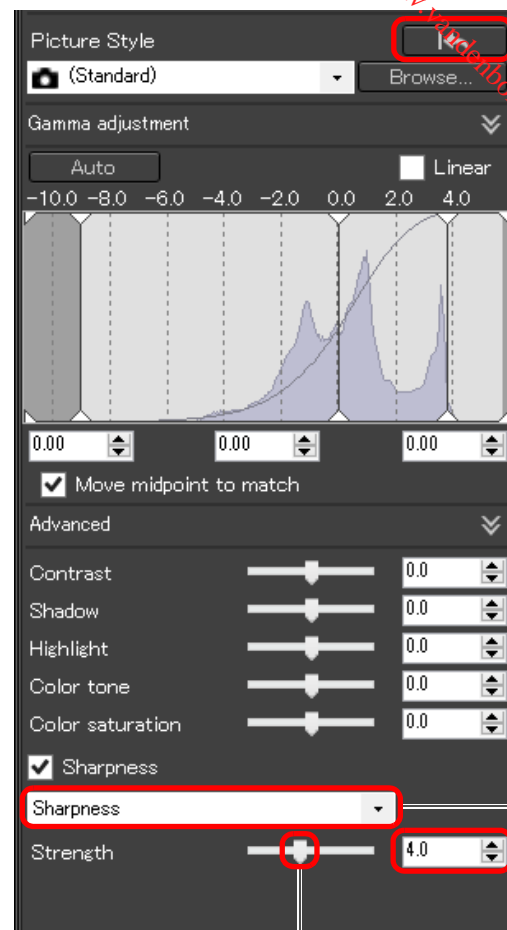 Picture Style
(Standard)
Browse...
Gamma adjustment
Auto
Linear
-10.0 -8.0 -6.0 -4.0 -2.0 0.0 2.0 4.0
0.00 0.00 0.00
Move midpoint to match
Advanced
Contrast 0.0
Shadow 0.0
Highlight 0.0
Color tone 0.0
Color saturation 0.0
Sharpness
Sharpness
Strength 4.0